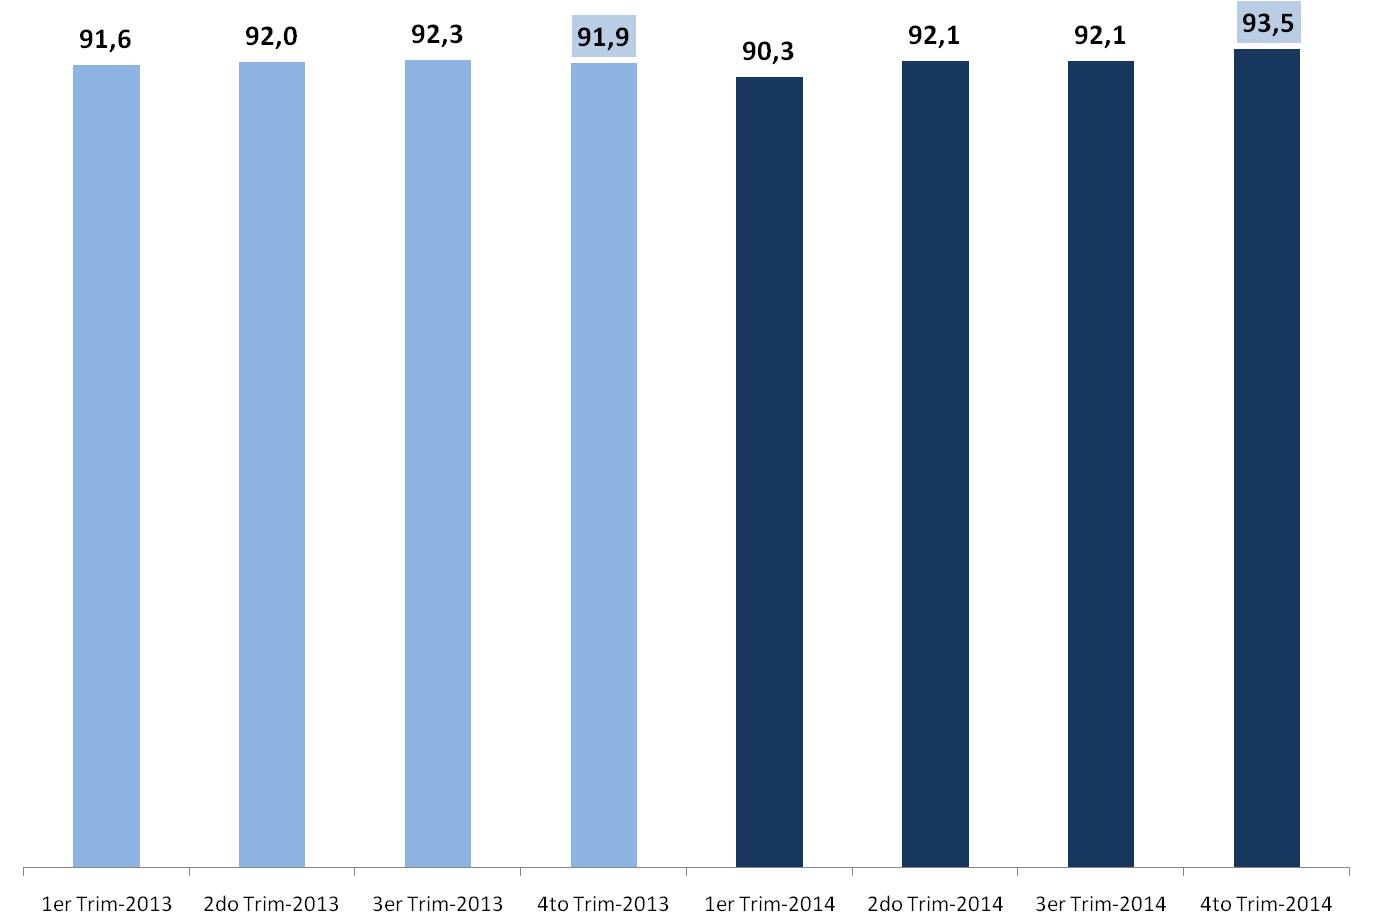 91,6
92,0
92,3
91,9
90,3
92,1
92,1
93,5
1er Trim-2013
2do Trim-2013
3er Trim-2013
4to Trim-2013
1er Trim-2014
2do Trim-2014
3er Trim-2014
4to Trim-2014